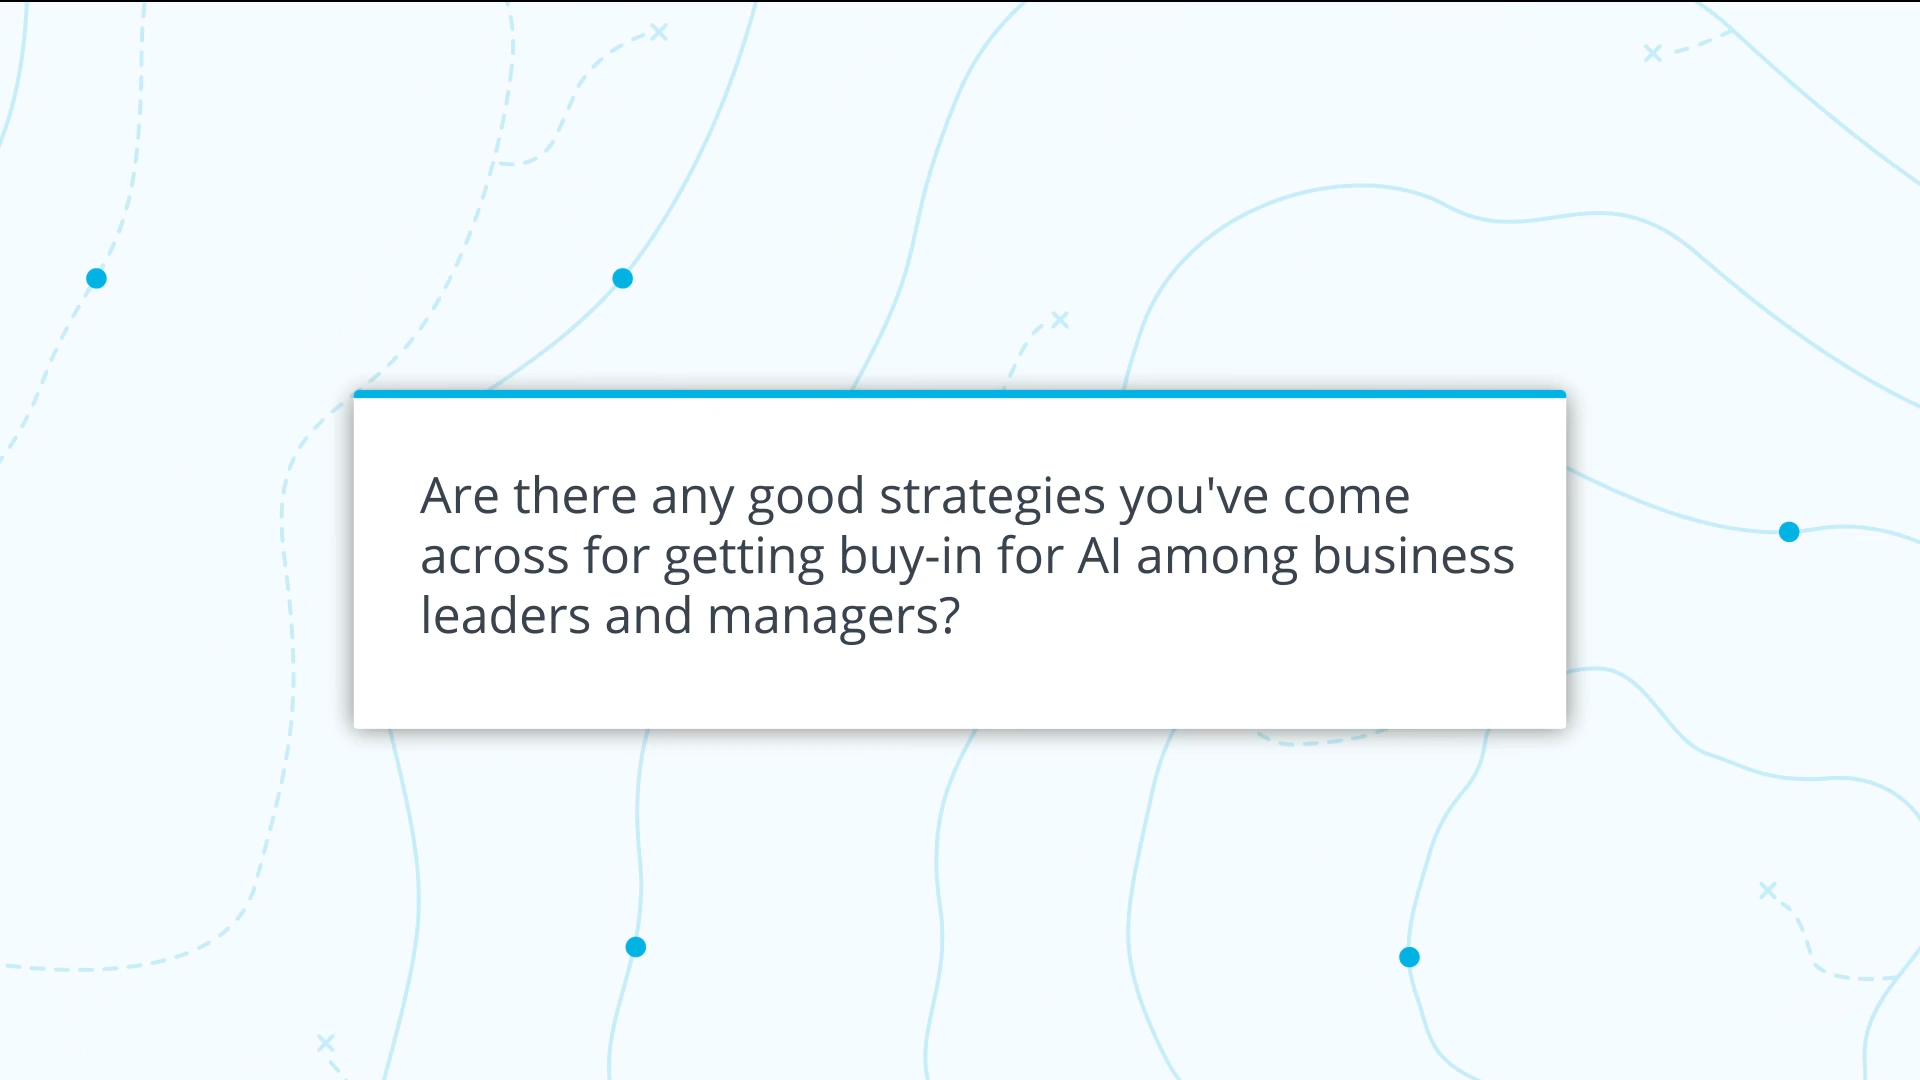 Are there any good strategies you've come
across for getting buy-in for AI among business
leaders and managers?